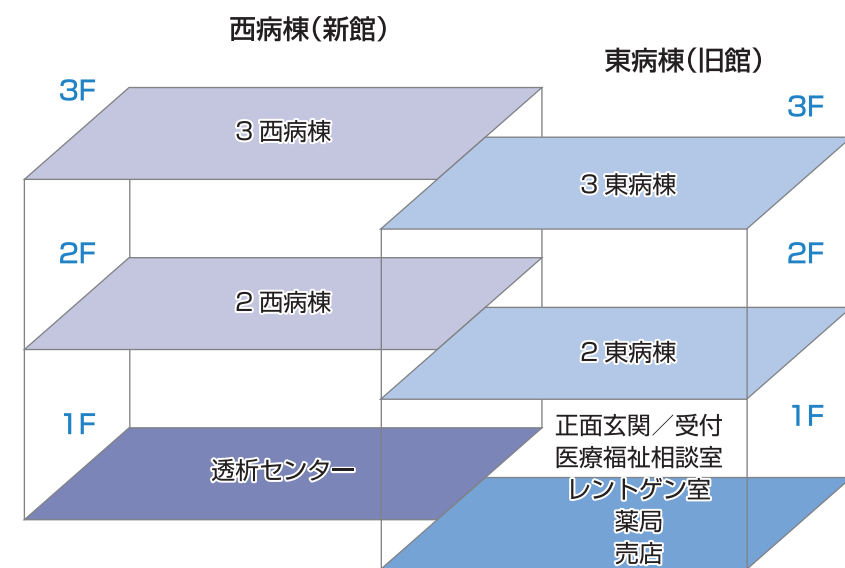 西病棟（新館）
3F
3 西病棟
2F
2 西病棟
1F
透析センター
東病棟（旧館）
3F
3 東病棟
2F
2 東病棟
1F
正面玄関／受付
医療福祉相談室
レントゲン室
薬局
売店